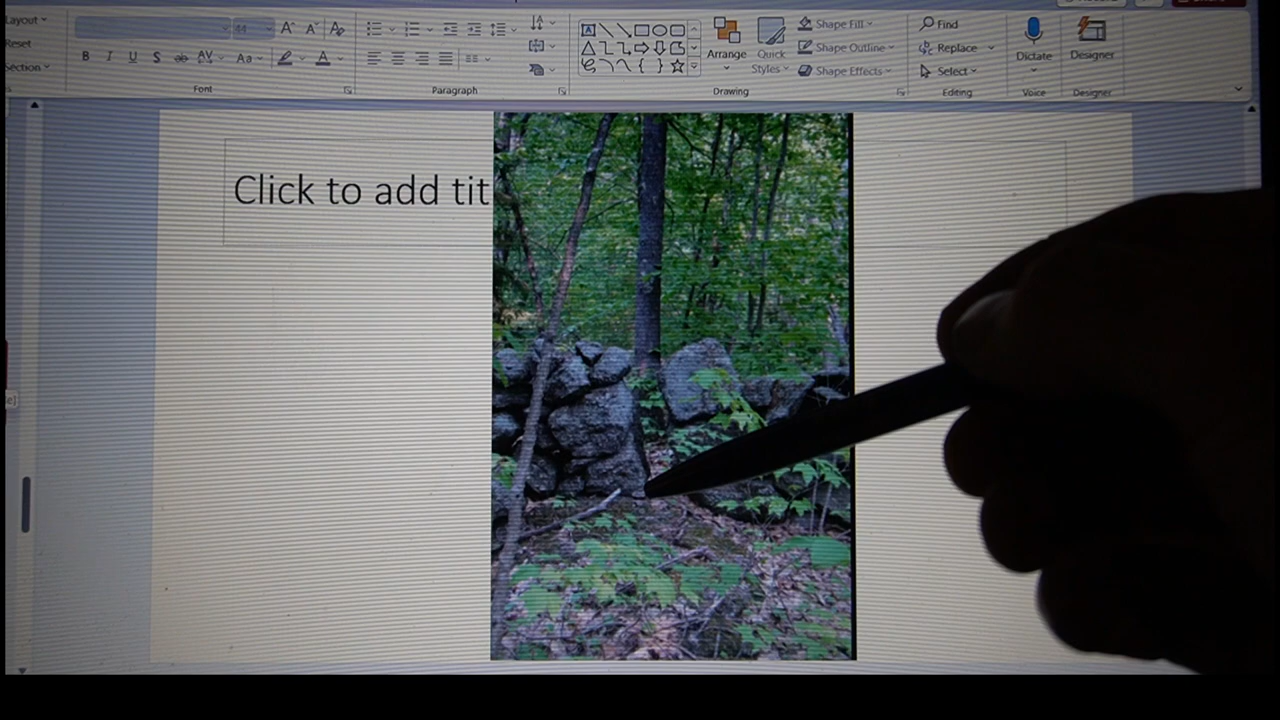 Layout
Reset
Section
44
A A A
B I U S ab AV Aa A
Font
Paragraph
A
Arrange
Quick
Styles
Shape Fill
Shape Outline
Shape Effects
Drawing
Find
Replace
Select
Editing
Dictate
Voice
Designer
Designer
Click to add tit
e]